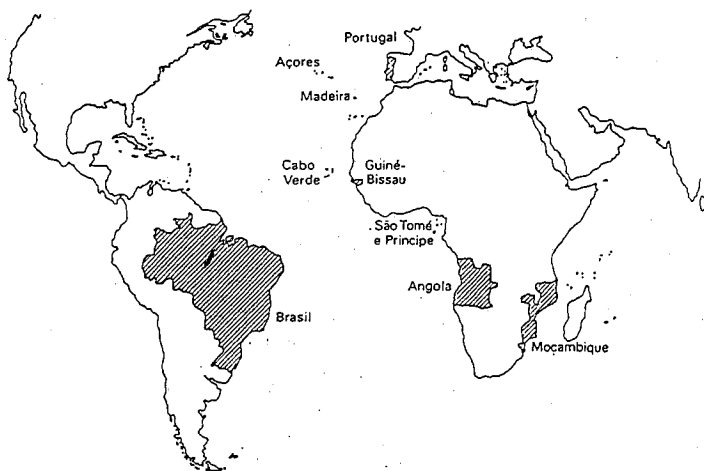 Portugal
Açores
Madeira
Cabo
Verde
Guiné-
Bissau
São Tomé
e Principe
Angola
Brasil
Moçambique